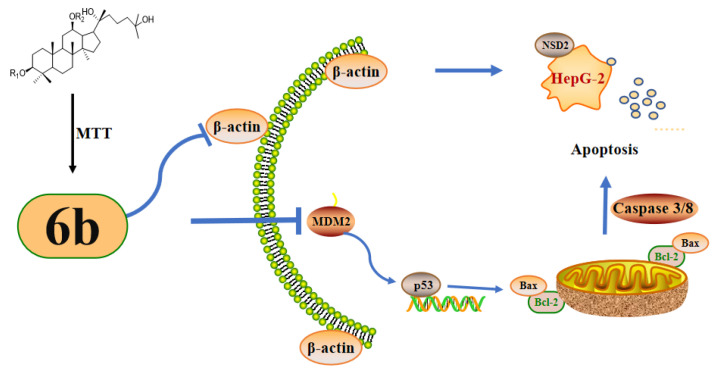 HO
OH
OR2
R1O
MTT
6b
β-actin
β-actin
β-actin
MDM2
p53
Bax
Bcl-2
Bax
Bcl-2
Caspase 3/8
Apoptosis
NSD2
HepG-2